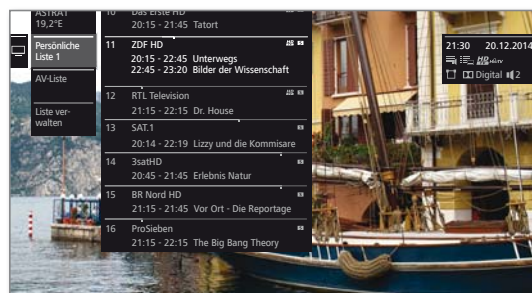 ASTRA1
19,2°E
Persönliche
Liste 1
AV-Liste
Liste ver-
walten
10 Das Erste HD
20:15 - 21:45 Tatort
11 ZDF HD
20:15 - 22:45 Unterwegs
22:45 - 23:20 Bilder der Wissenschaft
12 RTL Television
21:15 - 22:15 Dr. House
13 SAT.1
20:14 - 22:19 Lizzy und die Kommisare
14 3satHD
20:45 - 21:45 Erlebnis Natur
15 BR Nord HD
21:15 - 21:45 Vor Ort - Die Reportage
16 ProSieben
21:15 - 22:15 The Big Bang Theory
21:30 20.12.2014
Digital 2